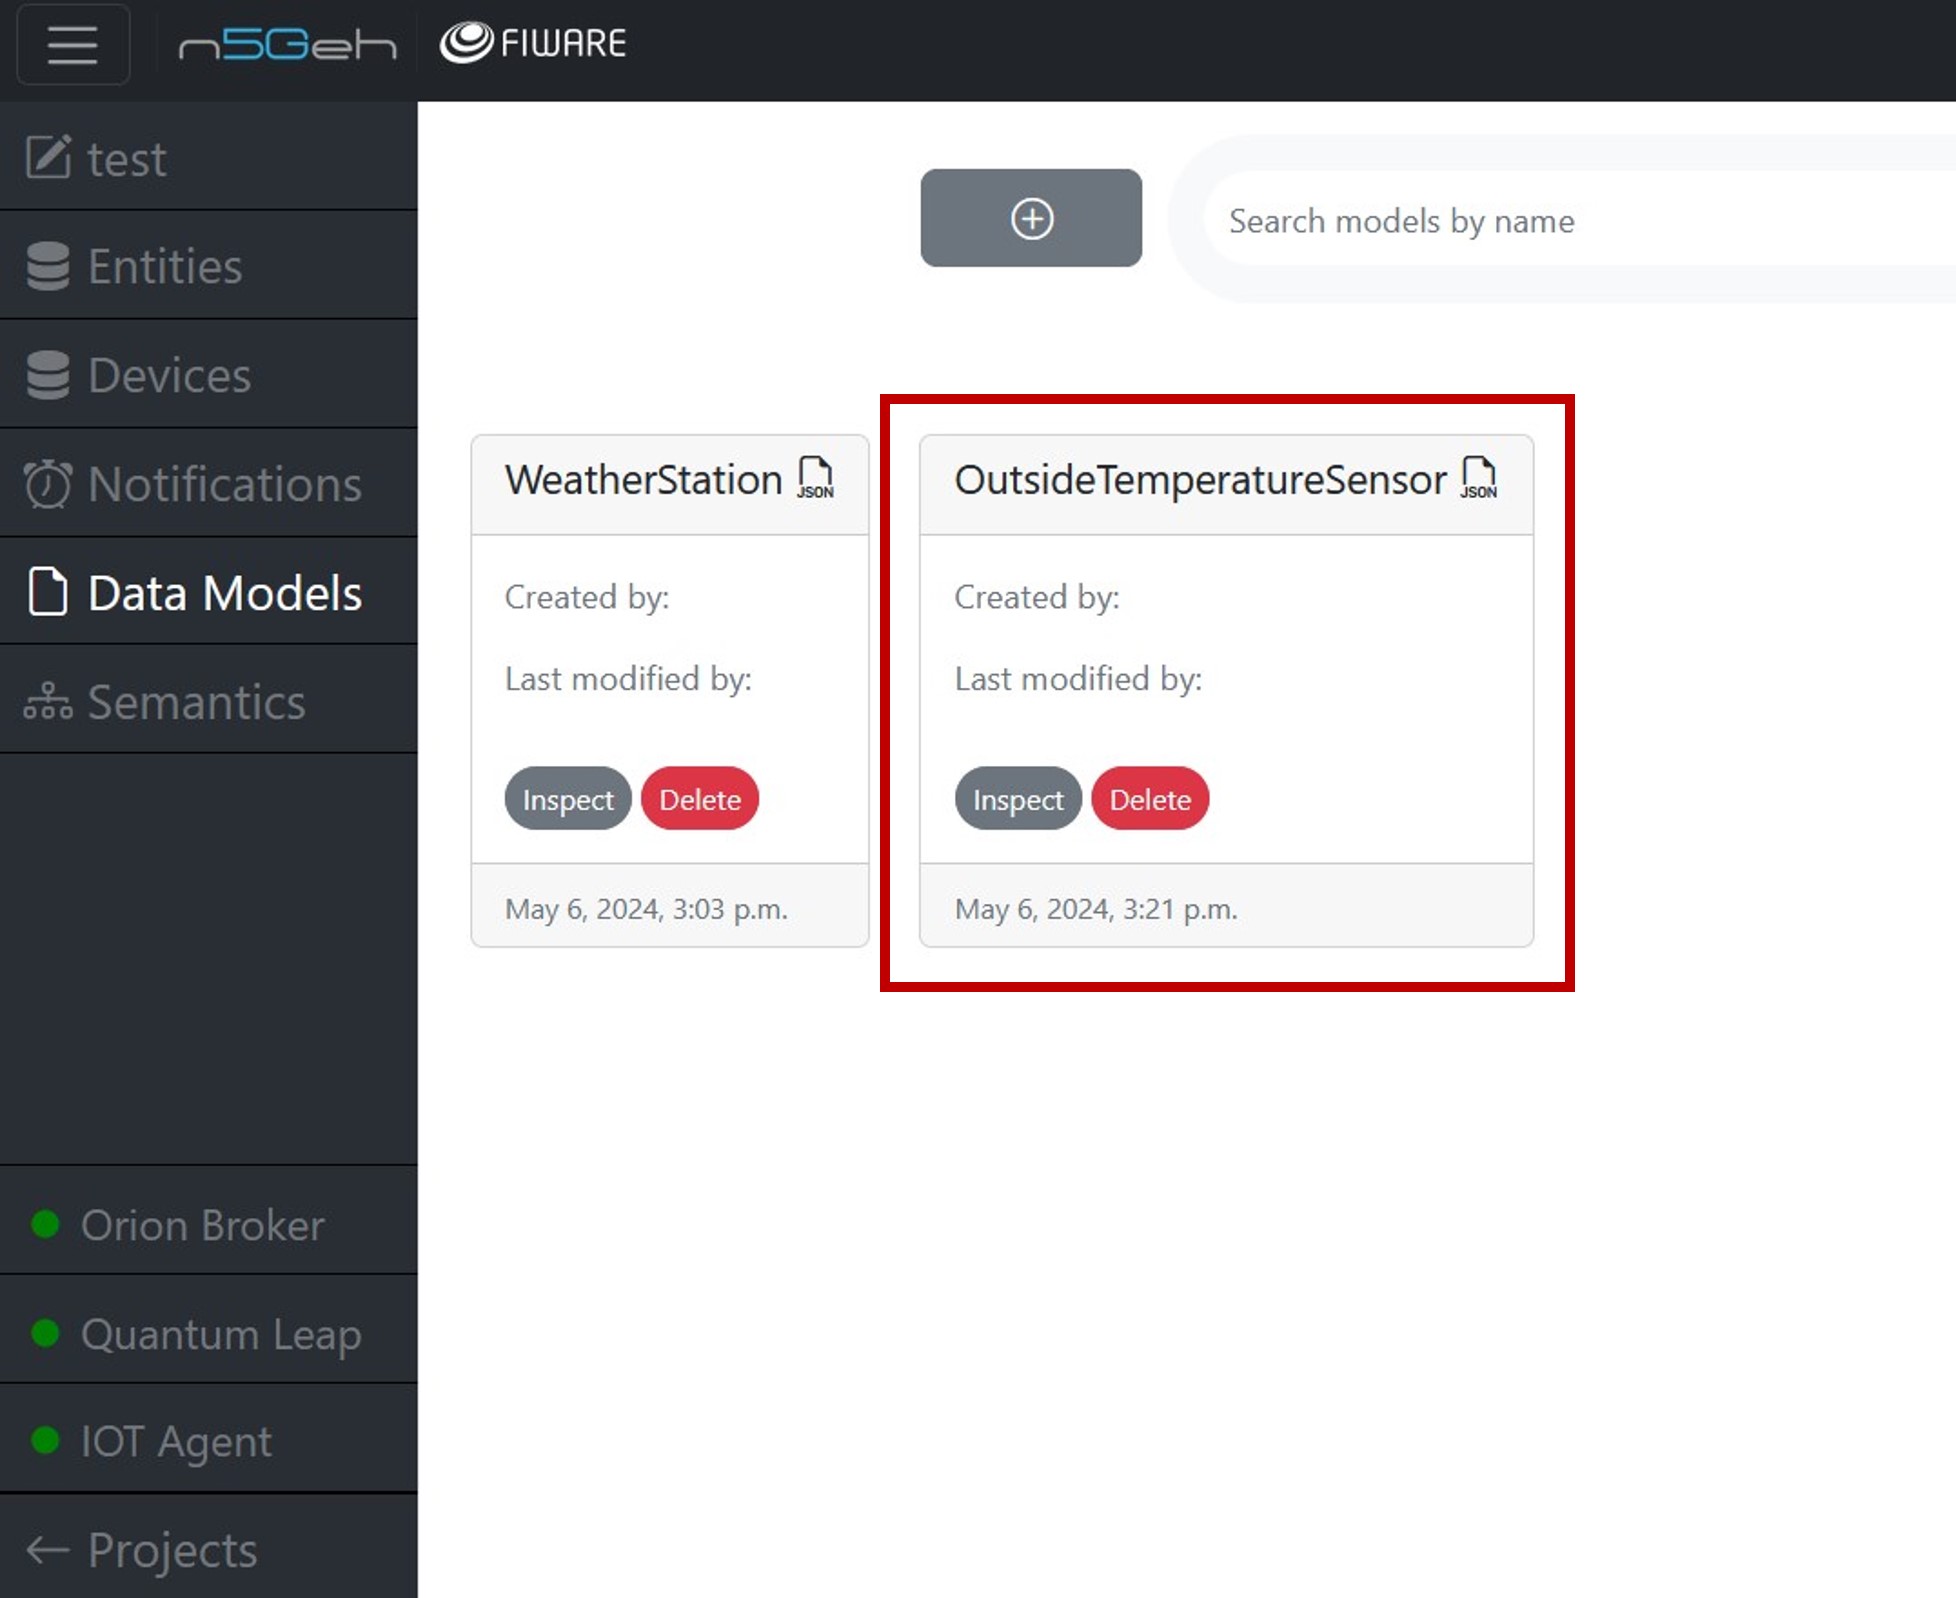 n5Geh FIWARE
test
Entities
Devices
Notifications
Data Models
Semantics
Orion Broker
Quantum Leap
IOT Agent
Projects
Search models by name
WeatherStation JSON
Created by:
Last modified by:
Inspect Delete
May 6, 2024, 3:03 p.m.
OutsideTemperatureSensor JSON
Created by:
Last modified by:
Inspect Delete
May 6, 2024, 3:21 p.m.